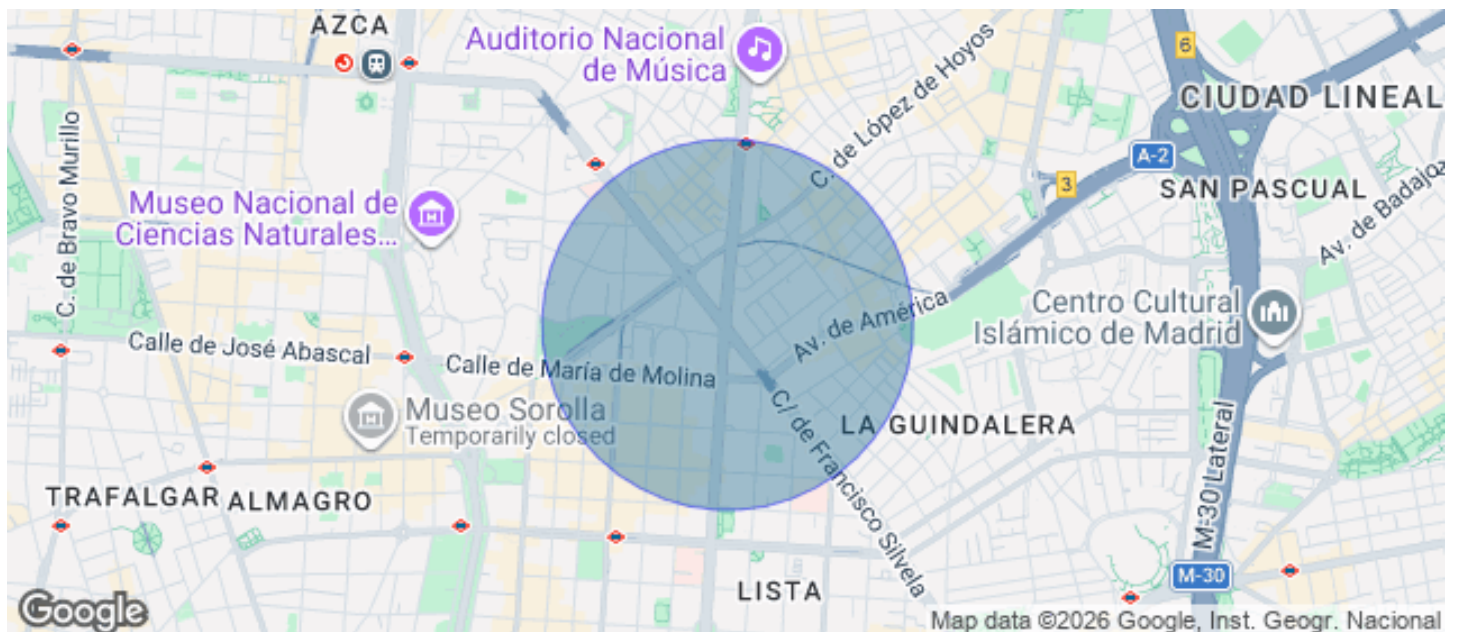 AZCA
Auditorio Nacional
de Música
C. de López de Hoyos
6
CIUDAD LINEAL
A-2
3
SAN PASCUAL
Av. de Badajoz
C. de Bravo Murillo
Museo Nacional de
Ciencias Naturales...
Av. de América
Centro Cultural
Islámico de Madrid
Calle de José Abascal
Calle de María de Molina
Museo Sorolla
Temporarily closed
C/ de Francisco Silvela
LA GUINDALERA
M-30 Lateral
TRAFALGAR
ALMAGRO
LISTA
M-30
Google
Map data ©2026 Google, Inst. Geogr. Nacional